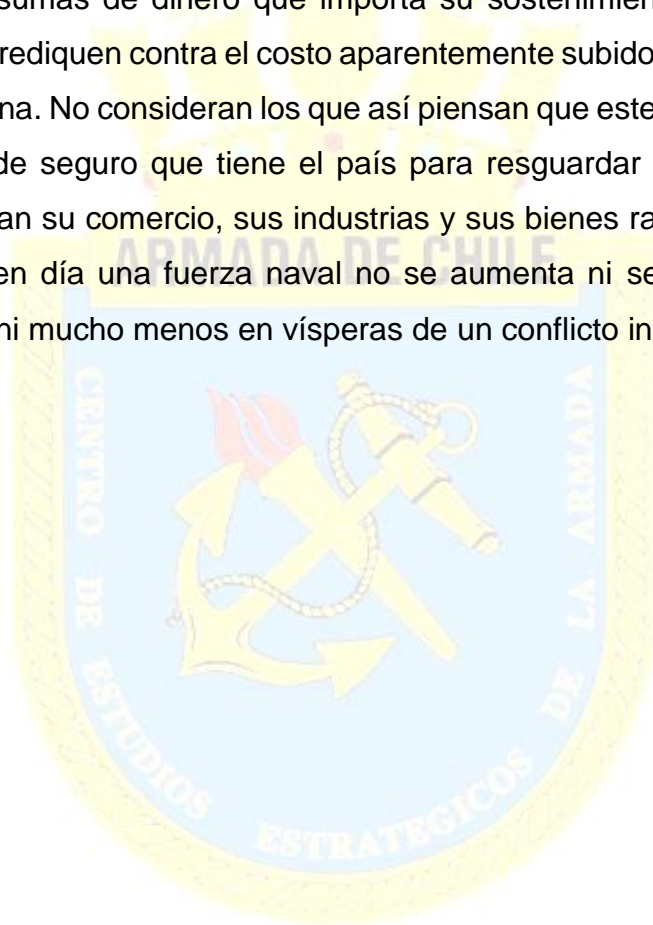 sumas de dinero que importa su sostenimien
rediquen contra el costo aparentemente subido
na. No consideran los que así piensan que este
de seguro que tiene el país para resguardar
an su comercio, sus industrias y sus bienes ra
en día una fuerza naval no se aumenta ni se
ni mucho menos en vísperas de un conflicto in
ARMADA DE CHILE
CENTRO DE ESTUDIOS ESTRATEGICOS DE LA ARMADA